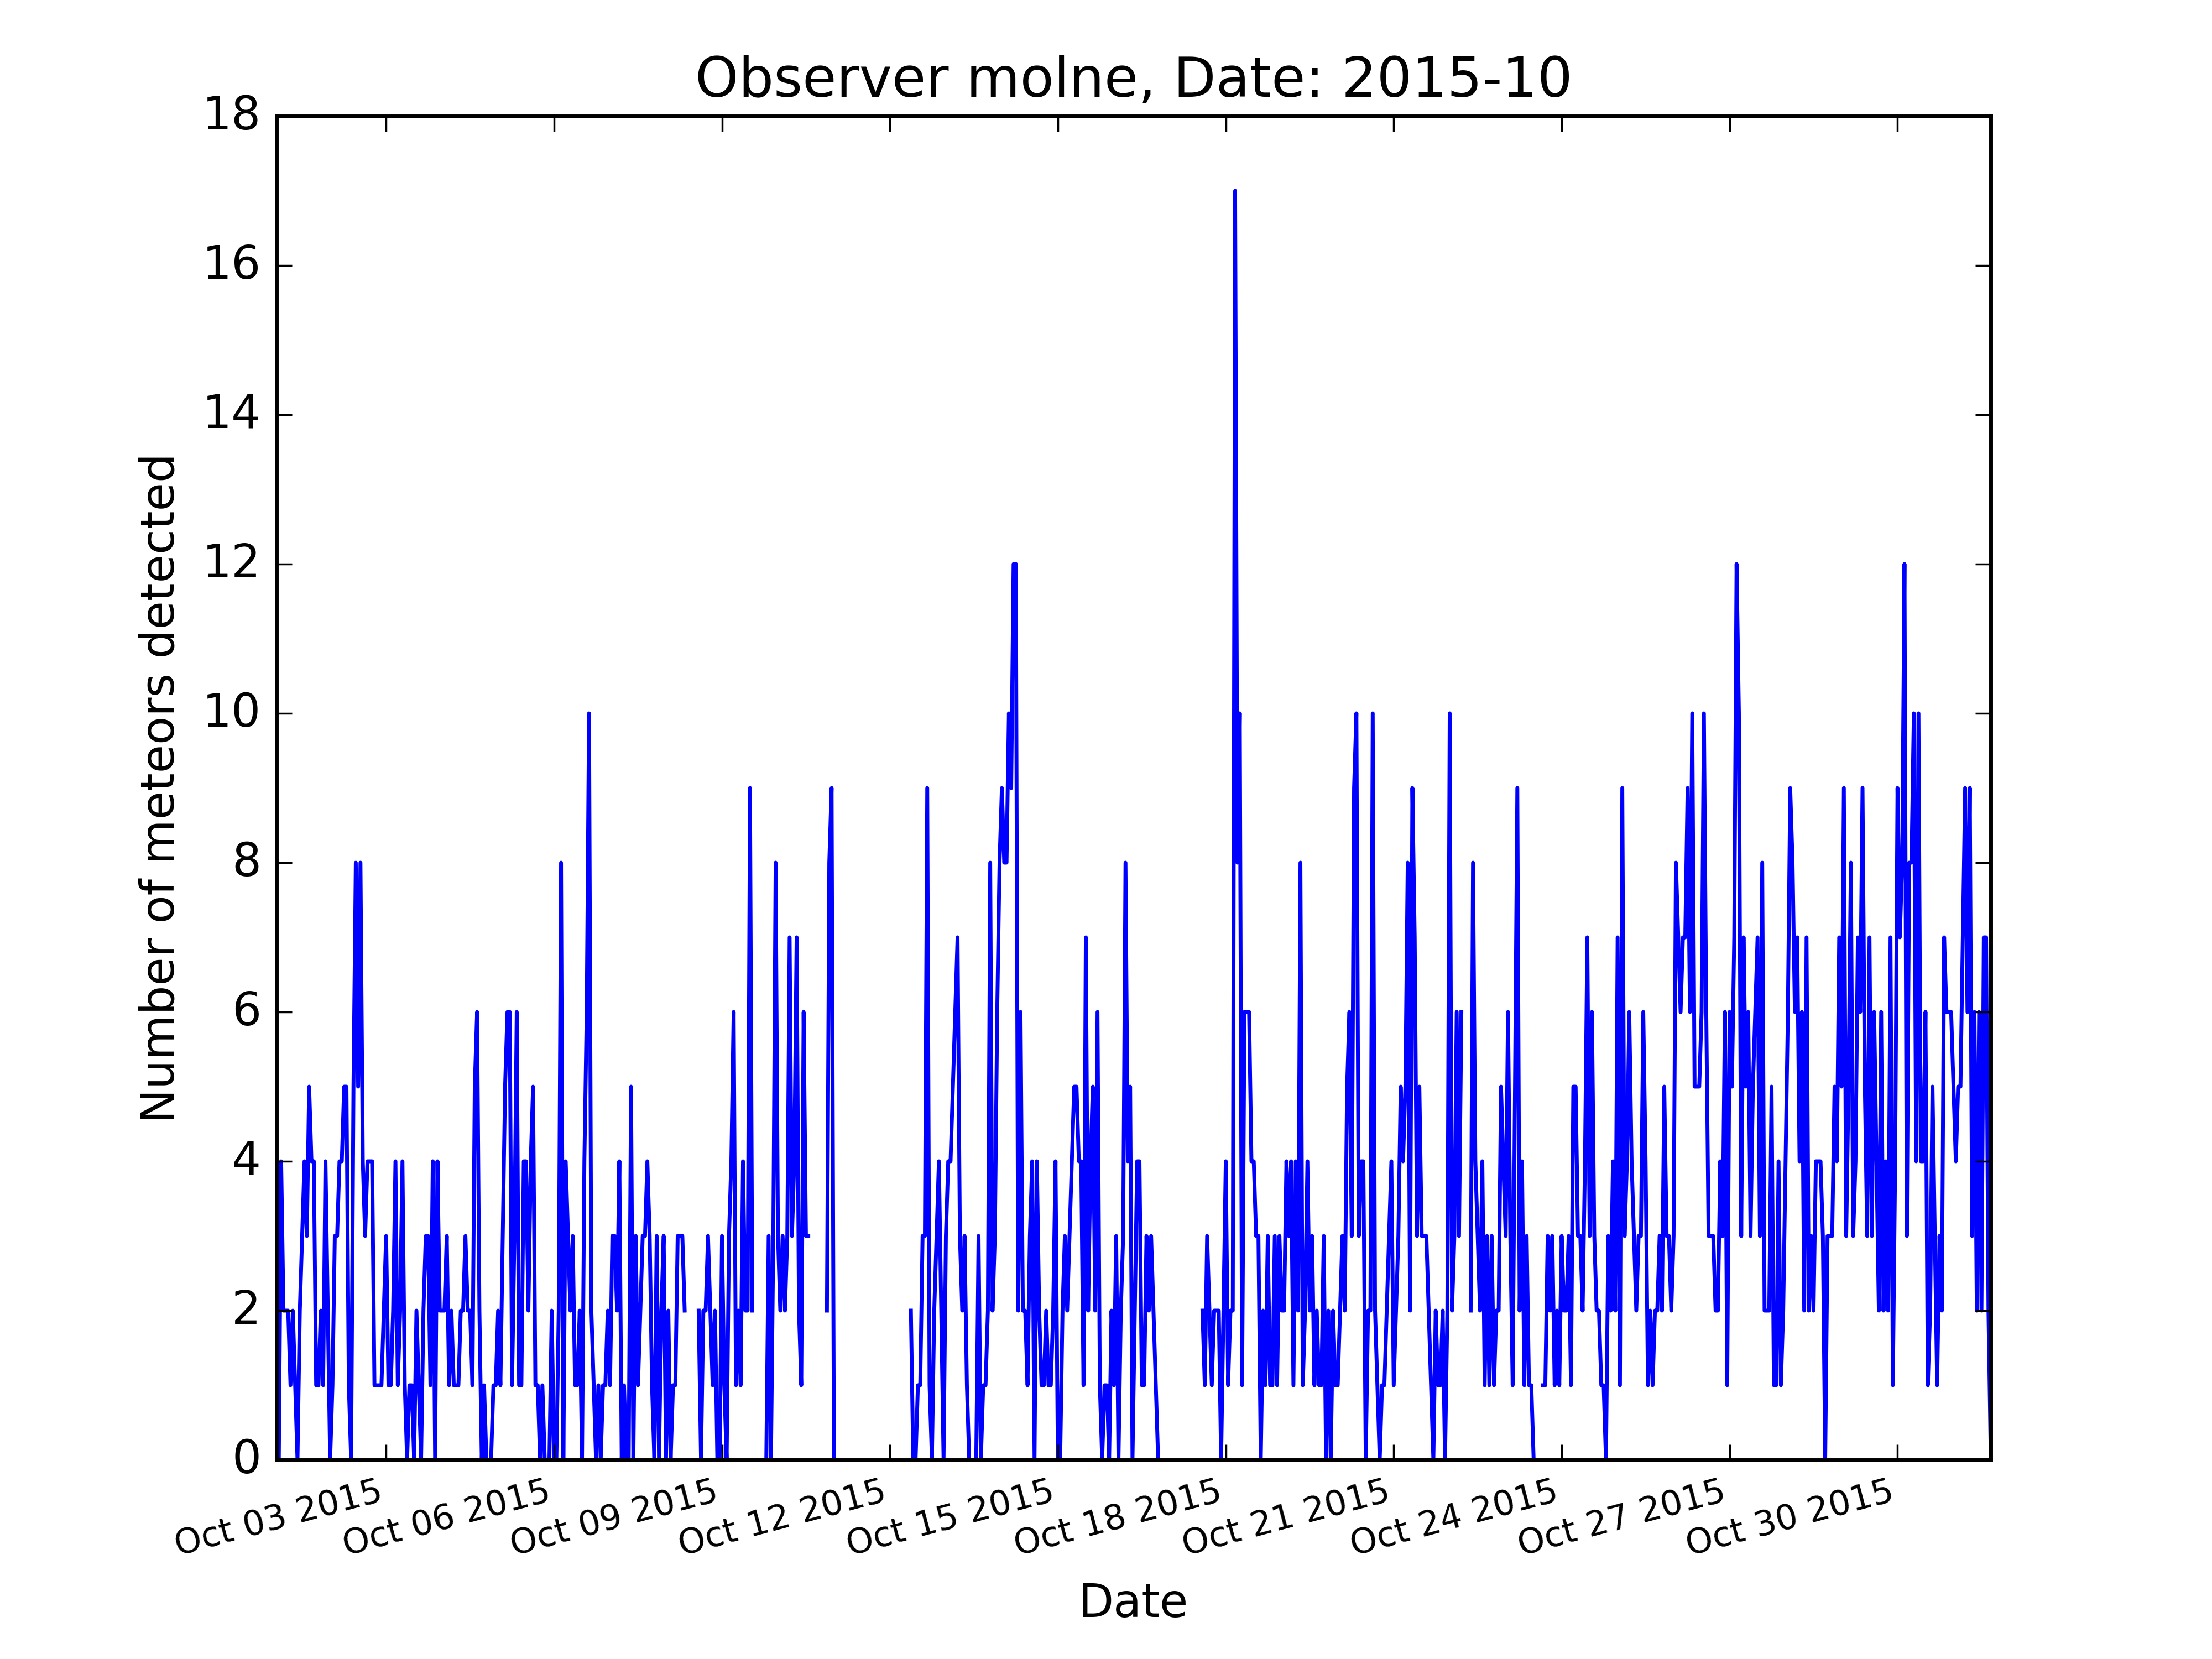 Observer molne, Date: 2015-10
Number of meteors detected
18
16
14
12
10
8
6
4
2
0
Oct 03 2015
Oct 06 2015
Oct 09 2015
Oct 12 2015
Oct 15 2015
Oct 18 2015
Oct 21 2015
Oct 24 2015
Oct 27 2015
Oct 30 2015
Date